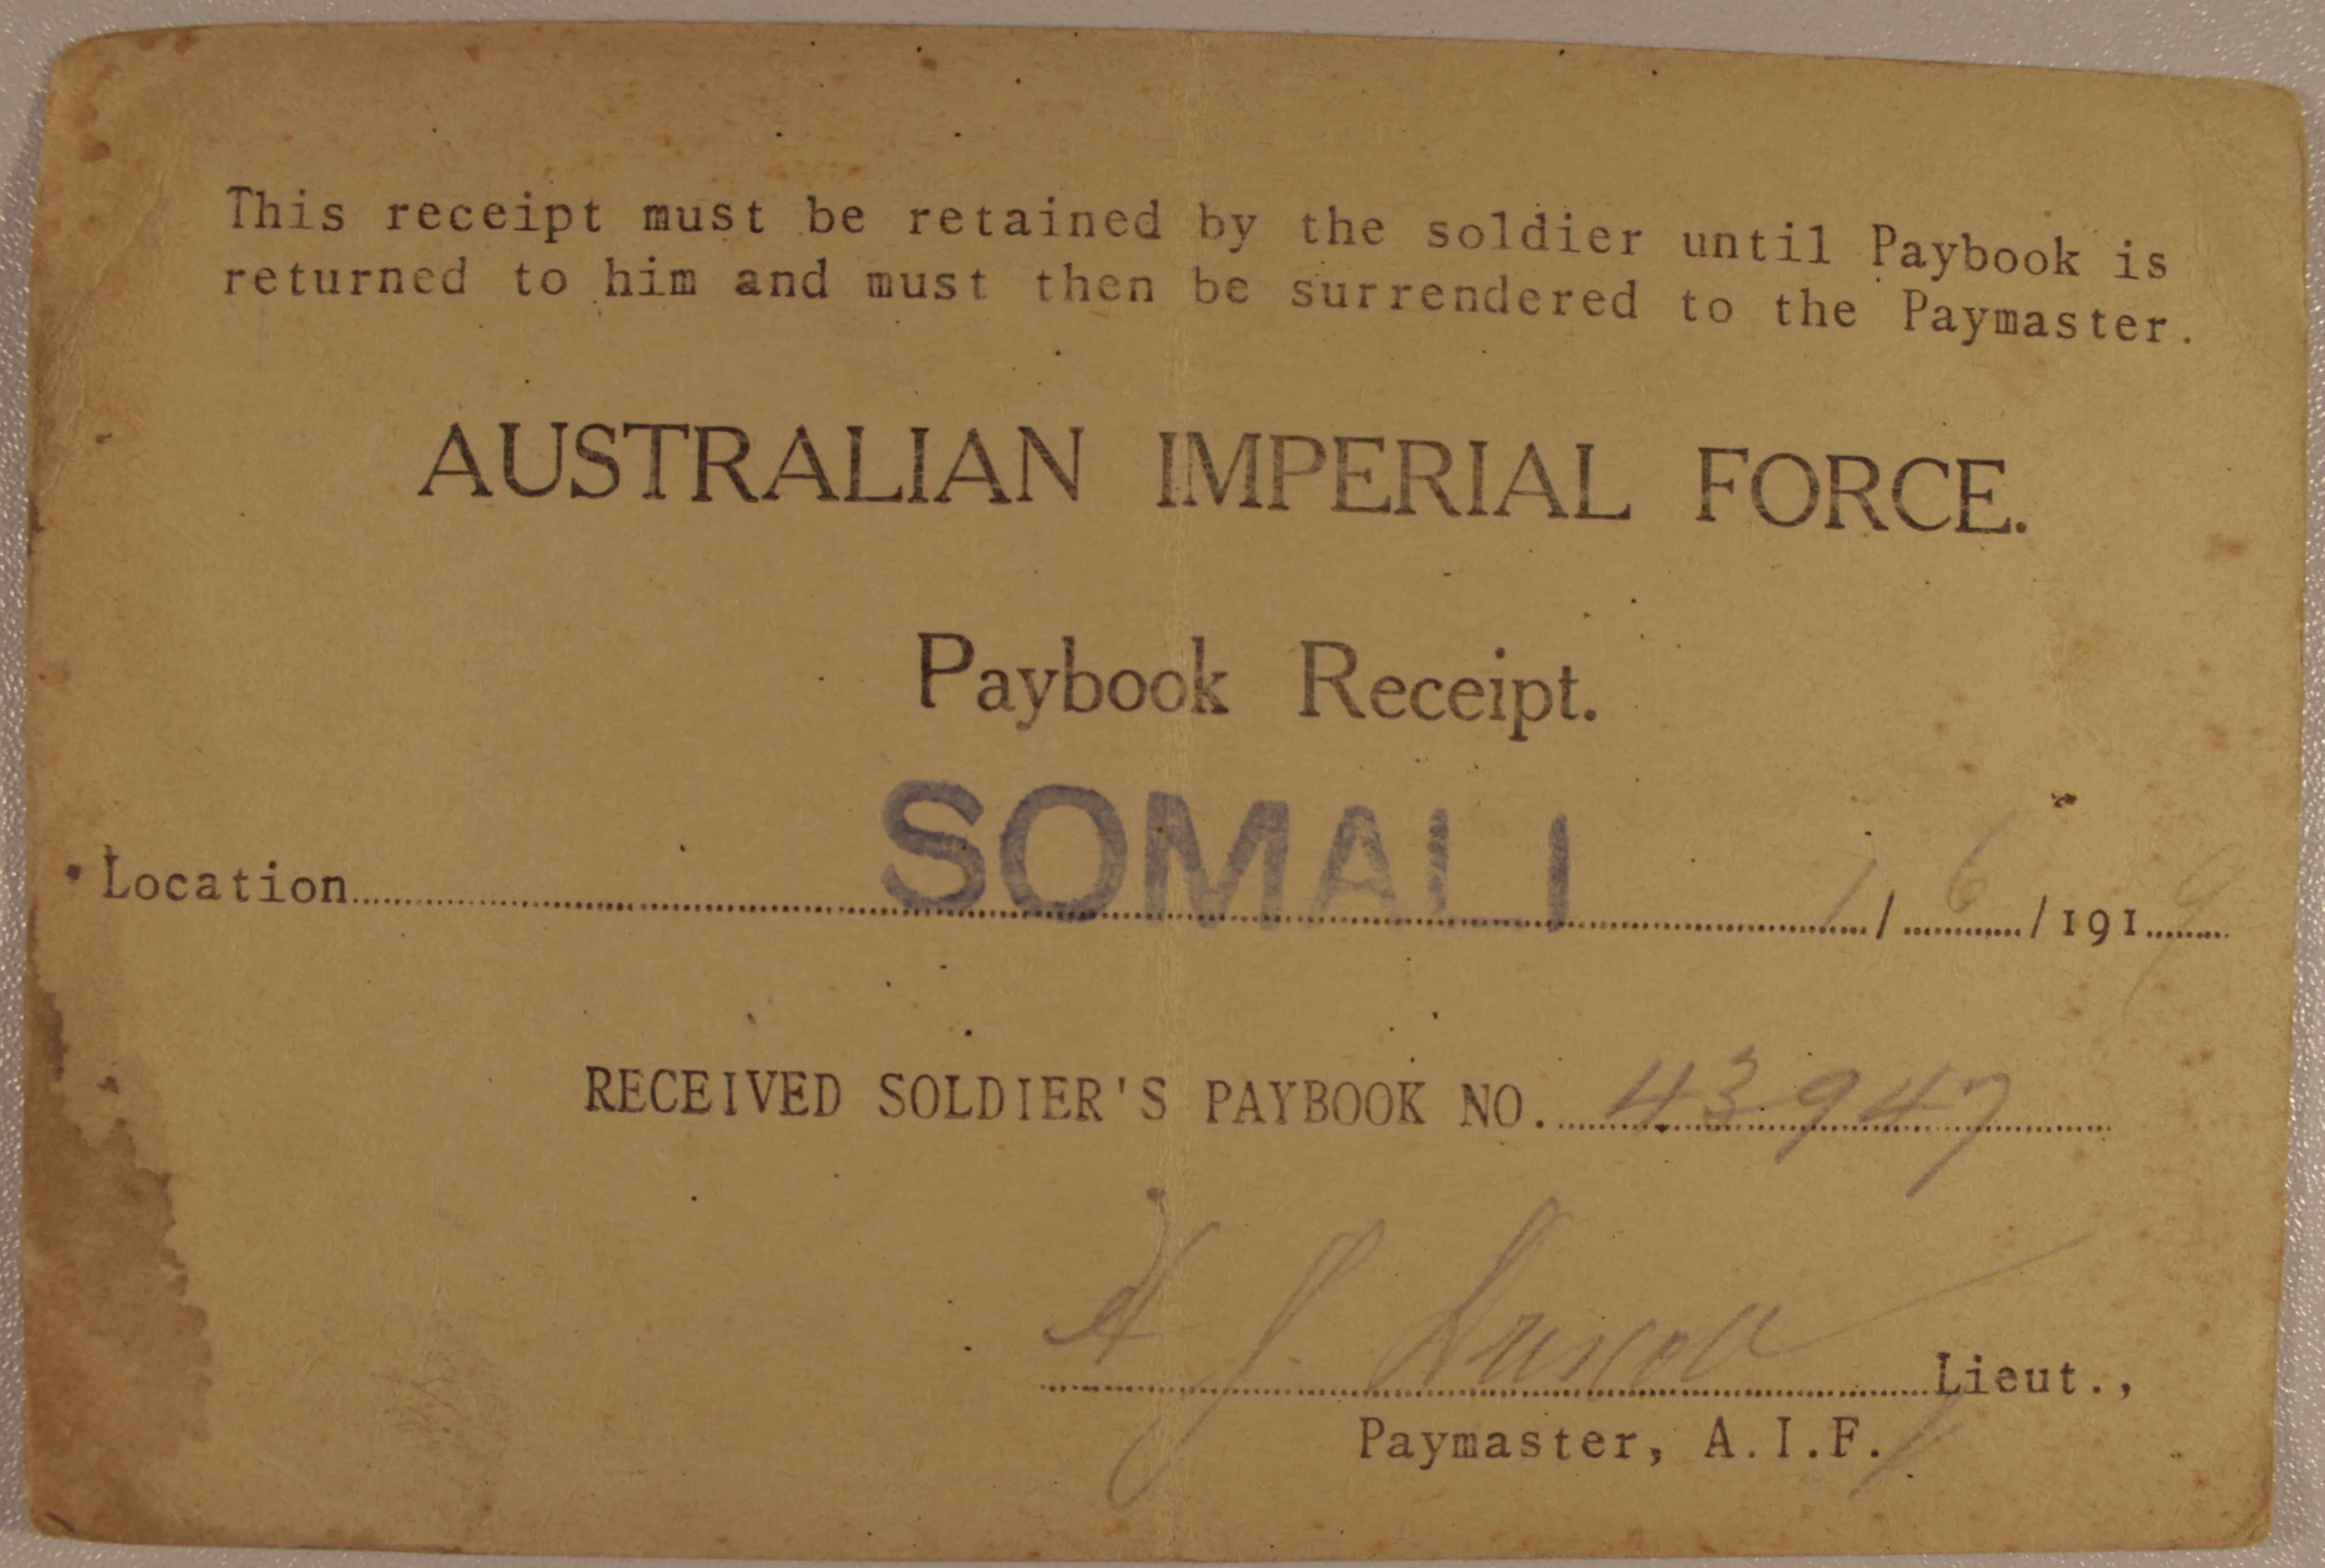 This receipt must be retained by the soldier until Paybook is
returned to him and must then be surrendered to the Paymaster.
AUSTRALIAN IMPERIAL FORCE.
Paybook Receipt.
SOMALI
Location........................ 1 / 6 / 1919
RECEIVED SOLDIER'S PAYBOOK NO. 43947
J. Driscoll Lieut.,
Paymaster, A.I.F.